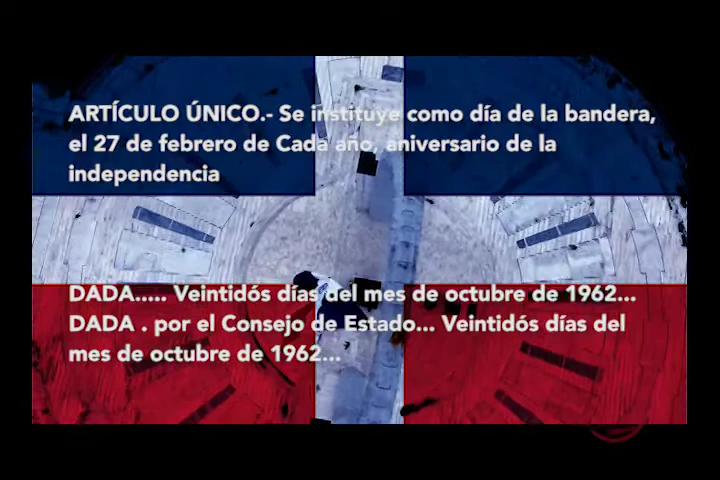 ARTÍCULO ÚNICO.- Se instituye como día de la bandera,
el 27 de febrero de Cada año, aniversario de la
independencia
DADA..... Veintidós días del mes de octubre de 1962...
DADA . por el Consejo de Estado... Veintidós días del
mes de octubre de 1962...